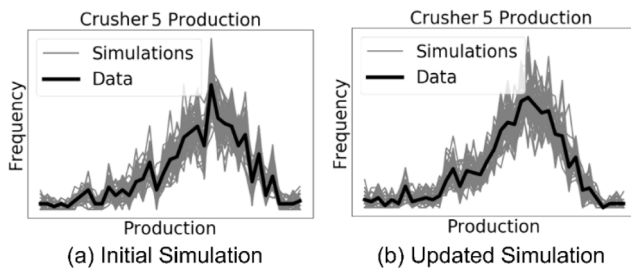 Crusher 5 Production
Simulations
Data
Frequency
Production
(a) Initial Simulation
Crusher 5 Production
Simulations
Data
Frequency
Production
(b) Updated Simulation